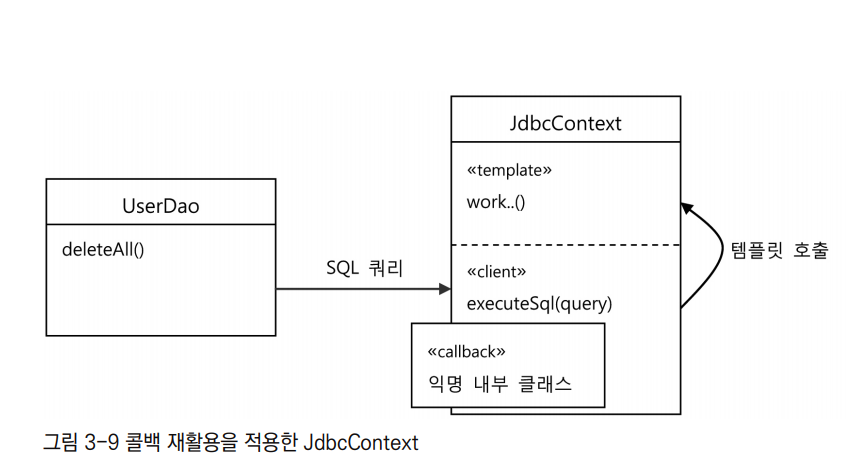 JdbcContext
«template»
work..()
UserDao
deleteAll()
SQL 쿼리
템플릿 호출
«client»
executeSql(query)
«callback»
익명 내부 클래스
그림 3-9 콜백 재활용을 적용한 JdbcContext